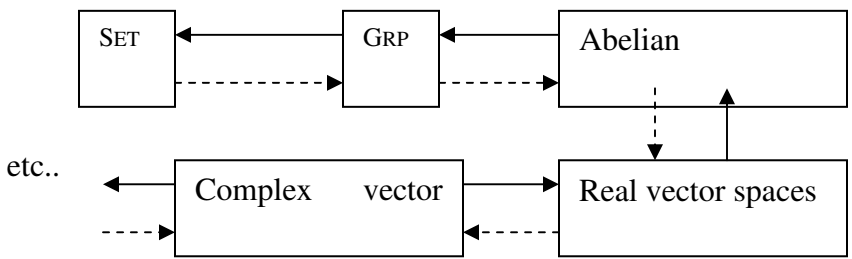 SET
GRP
Abelian
etc..
Complex vector
Real vector spaces